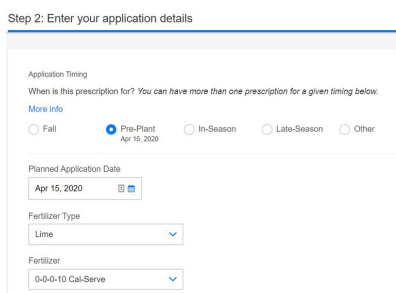 Step 2: Enter your application details
Application Timing
When is this prescription for? You can have more than one prescription for a given timing below.
More info
Fall
Pre-Plant
Apr 15, 2020
In-Season
Late-Season
Other
Planned Application Date
Apr 15, 2020
Fertilizer Type
Lime
Fertilizer
0-0-0-10 Cal-Serve